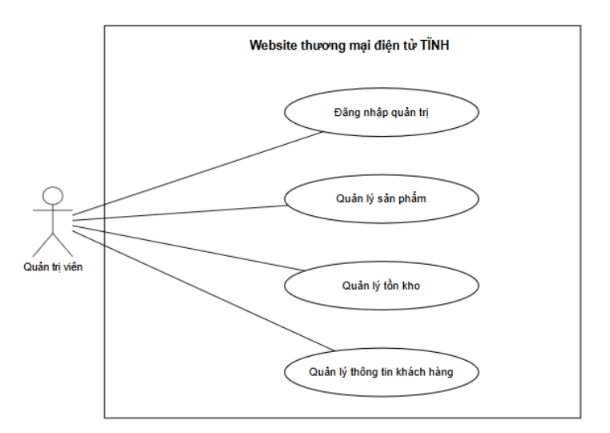 Website thương mại điện tử TĨNH
Đăng nhập quản trị
Quản lý sản phẩm
Quản trị viên
Quản lý tồn kho
Quản lý thông tin khách hàng